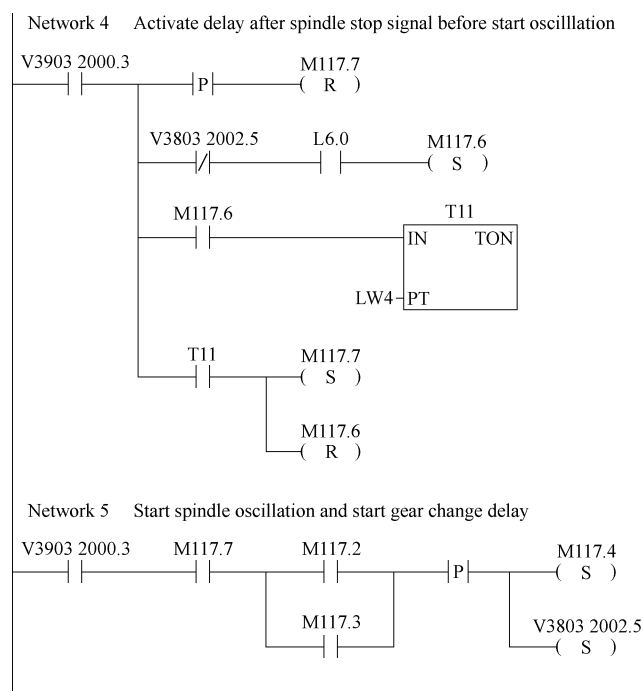 Network 4 Activate delay after spindle stop signal before start oscilllation
V3903 2000.3
P
M117.7
( R )
V3803 2002.5
/
L6.0
M117.6
( S )
M117.6
T11
IN TON
LW4 PT
T11
M117.7
( S )
M117.6
( R )
Network 5 Start spindle oscillation and start gear change delay
V3903 2000.3 M117.7 M117.2 M117.4
P ( S )
M117.3 V3803 2002.5
( S )